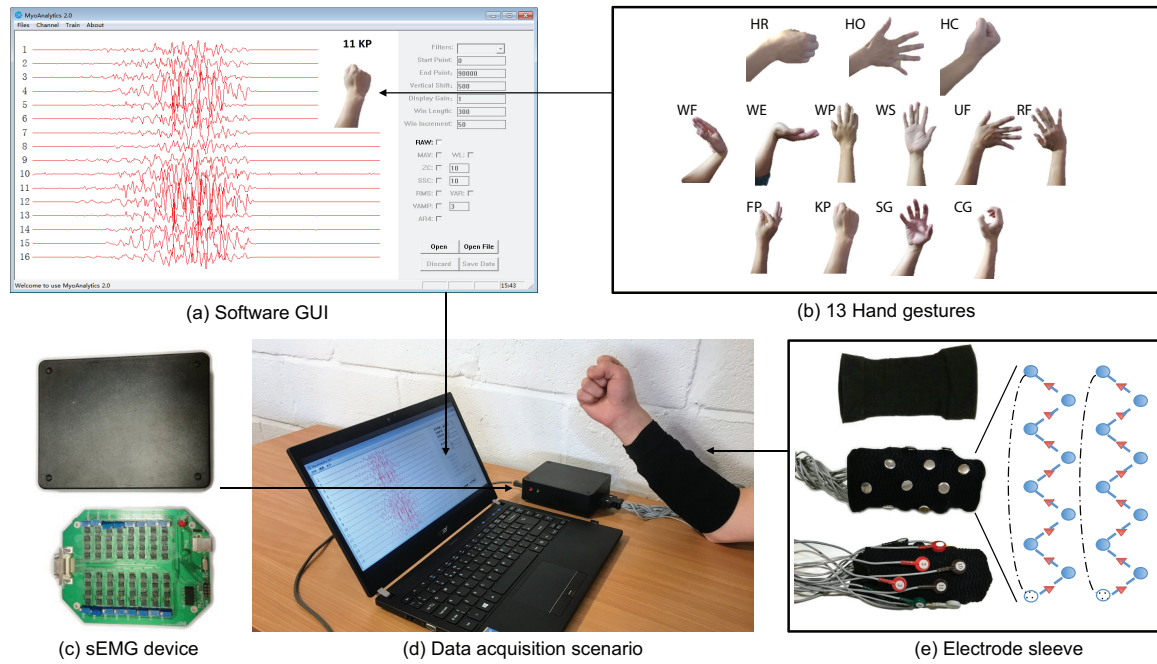 MyoAnalytics 2.0
Files Channel Train About
11 KP
1
2
3
4
5
6
7
8
9
10
11
12
13
14
15
16
Filters:
Start Point: 0
End Point: 90000
Vertical Shift: 500
Display Gain: 1
Win Length: 300
Win Increment: 50
RAW:
MAV: WL:
ZC: 10
SSC: 10
RMS: VAR:
VAMP: 3
AR4:
Open Open File
Discard Save Data
Welcome to use MyoAnalytics 2.0 15:43
(a) Software GUI
HR HO HC
WF WE WP WS UF RF
FP KP SG CG
(b) 13 Hand gestures
(c) sEMG device
(d) Data acquisition scenario
(e) Electrode sleeve